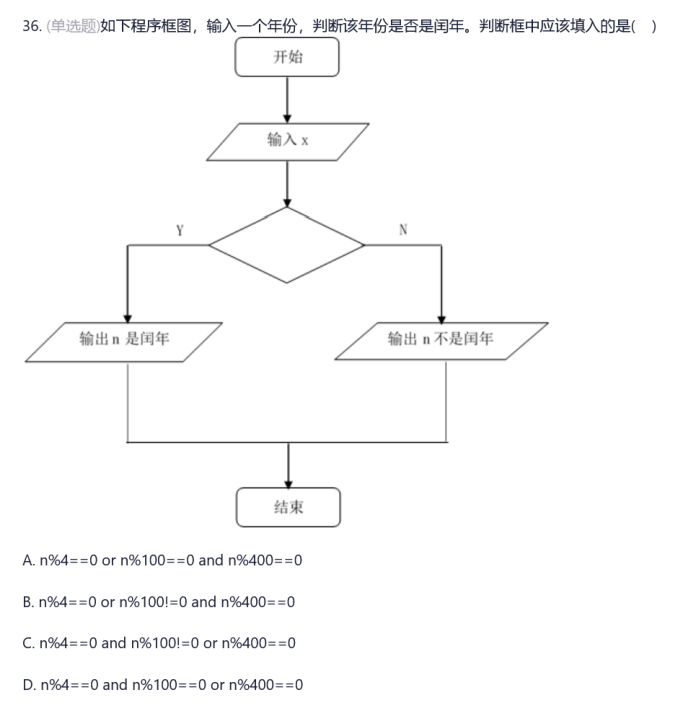 36. (单选题)如下程序框图，输入一个年份，判断该年份是否是闰年。判断框中应该填入的是(　)
开始
输入 x
Y
N
输出 n 是闰年
输出 n 不是闰年
结束
A. n%4==0 or n%100==0 and n%400==0
B. n%4==0 or n%100!=0 and n%400==0
C. n%4==0 and n%100!=0 or n%400==0
D. n%4==0 and n%100==0 or n%400==0